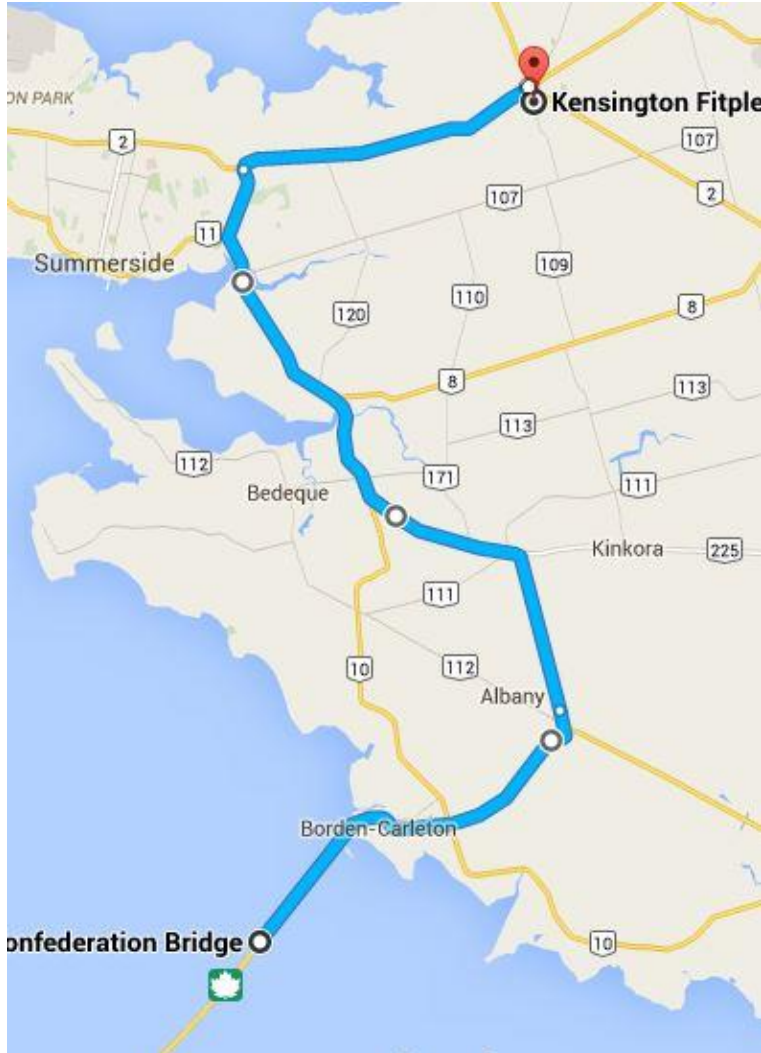 ON PARK
Kensington Fitple
2
107
107
2
11
Summerside
109
110
120
8
8
113
113
112
171
111
Bedeque
Kinkora
225
111
10
112
Albany
Borden-Carleton
onfederation Bridge
10